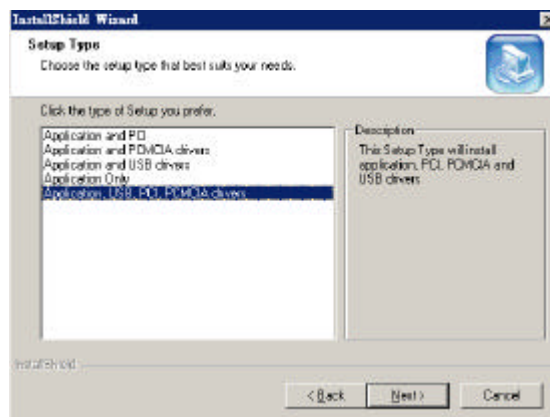 InstallShield Wizard
Setup Type
Choose the setup type that best suits your needs.
Click the type of Setup you prefer.
Application and PCI
Application and PCMCIA drivers
Application and USB drivers
Application Only
Application, USB, PCI, PCMCIA drivers
Description
This Setup Type will install
application, PCI, PCMCIA and
USB drivers
InstallShield
< Back
Next >
Cancel